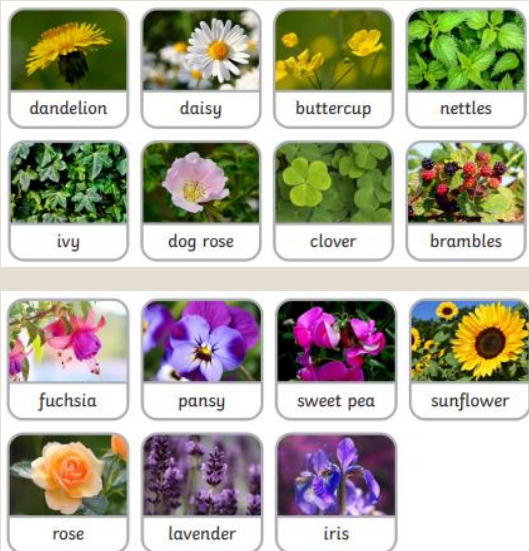 dandelion daisy buttercup nettles
ivy dog rose clover brambles
fuchsia pansy sweet pea sunflower
rose lavender iris